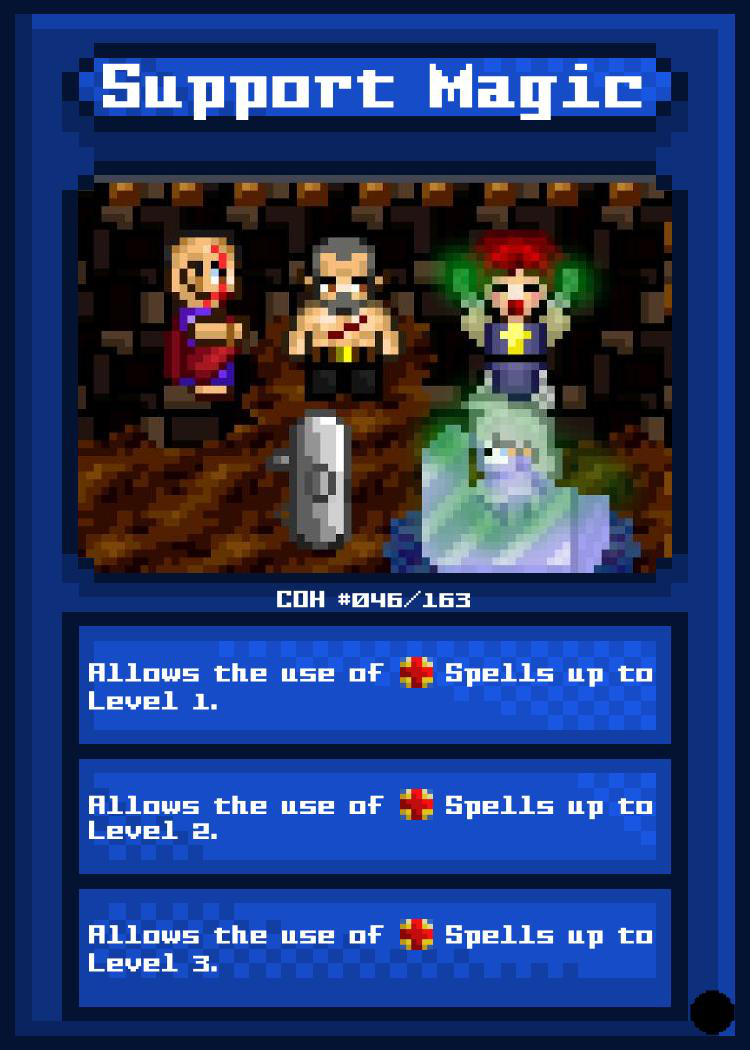 Support Magic
COH #046/163
Allows the use of Spells up to
Level 1.
Allows the use of Spells up to
Level 2.
Allows the use of Spells up to
Level 3.